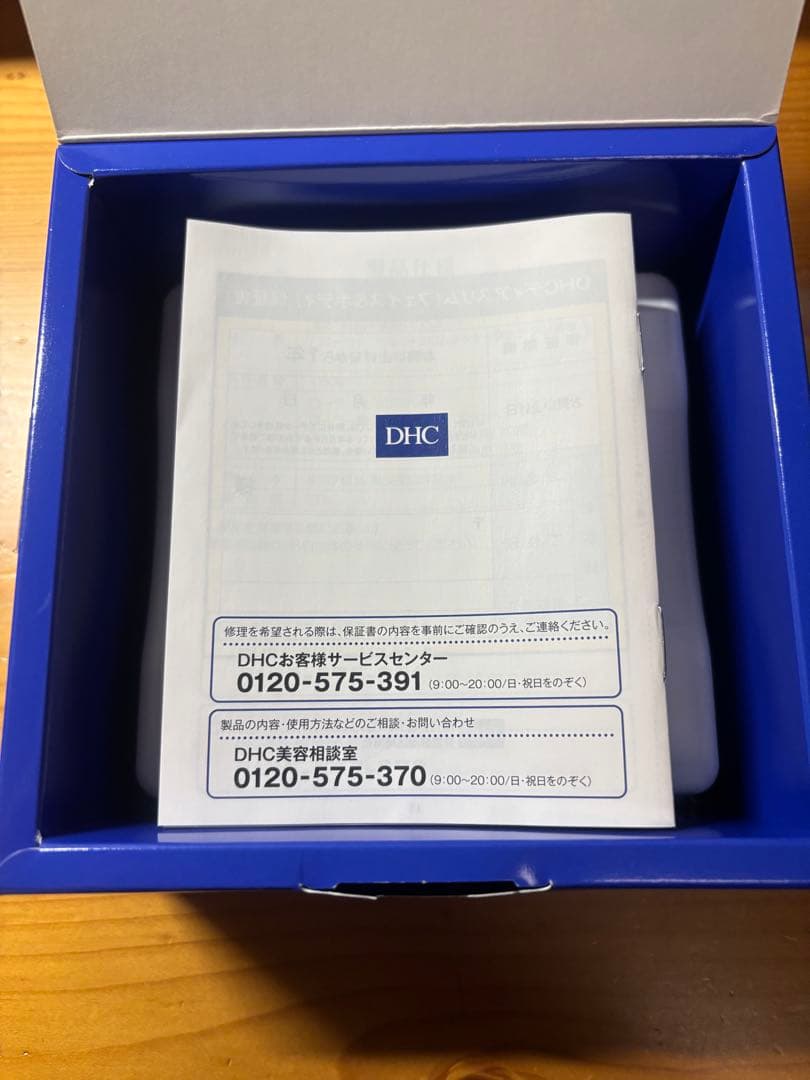 DHC
修理を希望される際は、保証書の内容を事前にご確認のうえ、ご連絡ください。
DHCお客様サービスセンター
0120-575-391(9:00~20:00/日・祝日をのぞく)
製品の内容・使用方法などのご相談・お問い合わせ
DHC美容相談室
0120-575-370(9:00~20:00/日・祝日をのぞく)